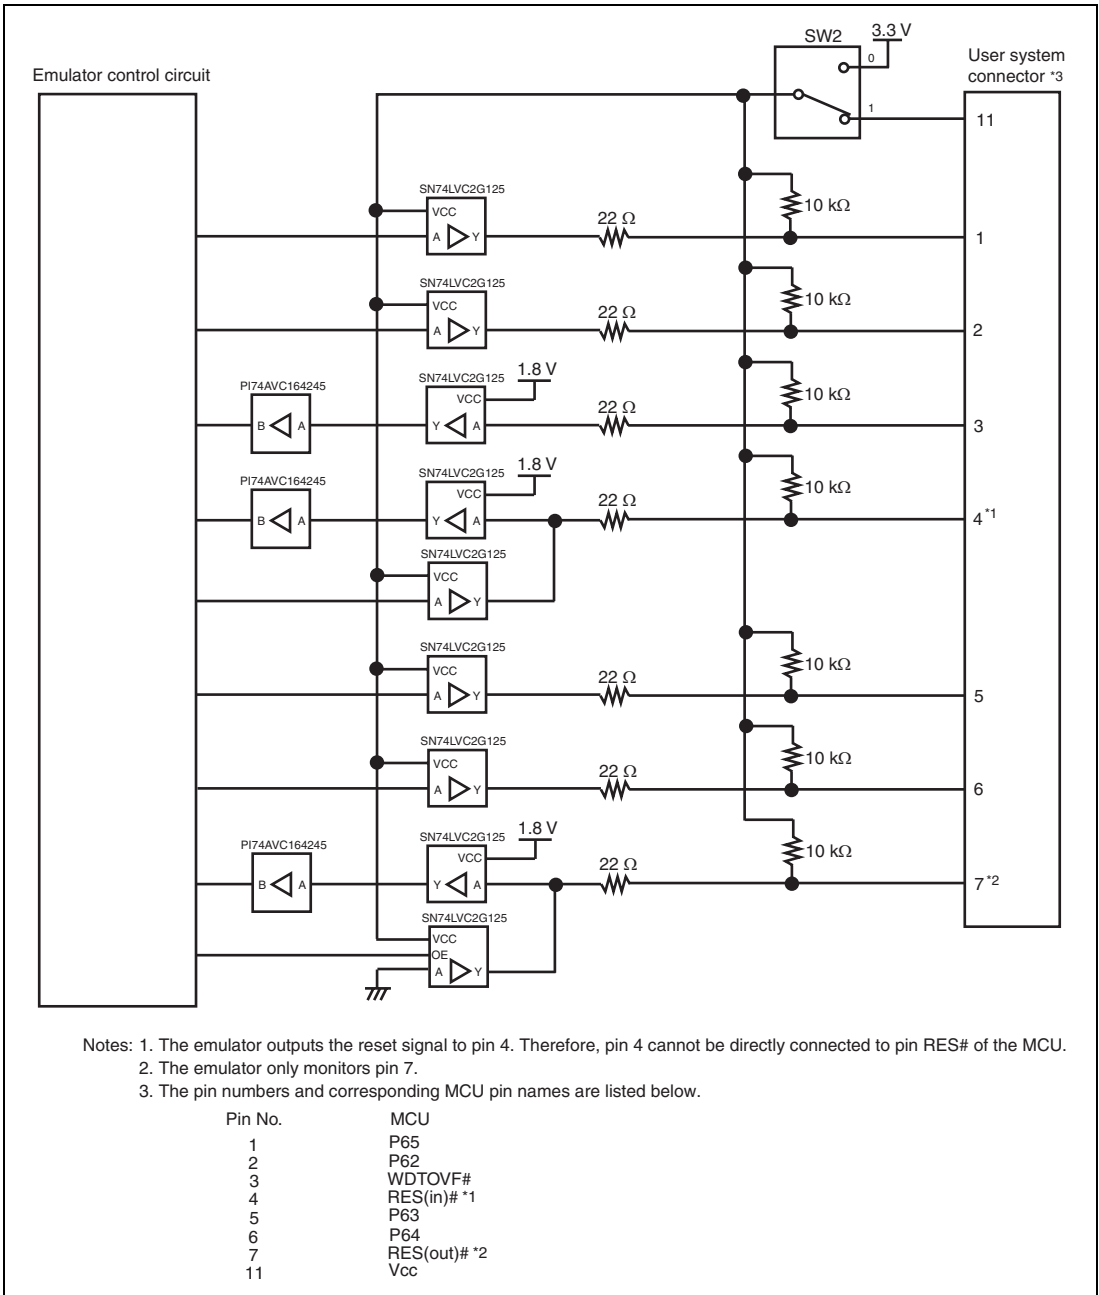 SW2
3.3 V
Emulator control circuit
User system
connector *3
0
1
11
SN74LVC2G125
VCC
A Y
22 Ω
10 kΩ
1
SN74LVC2G125
VCC
A Y
22 Ω
10 kΩ
2
PI74AVC164245
B A
SN74LVC2G125
1.8 V
VCC
Y A
22 Ω
10 kΩ
3
PI74AVC164245
B A
SN74LVC2G125
1.8 V
VCC
Y A
22 Ω
10 kΩ
4*1
SN74LVC2G125
VCC
A Y
SN74LVC2G125
VCC
A Y
22 Ω
10 kΩ
5
SN74LVC2G125
VCC
A Y
22 Ω
10 kΩ
6
PI74AVC164245
B A
SN74LVC2G125
1.8 V
VCC
Y A
22 Ω
10 kΩ
7*2
SN74LVC2G125
VCC
OE
A Y
Notes: 1. The emulator outputs the reset signal to pin 4. Therefore, pin 4 cannot be directly connected to pin RES# of the MCU.
2. The emulator only monitors pin 7.
3. The pin numbers and corresponding MCU pin names are listed below.
Pin No. MCU
1 P65
2 P62
3 WDTOVF#
4 RES(in)# *1
5 P63
6 P64
7 RES(out)# *2
11 Vcc